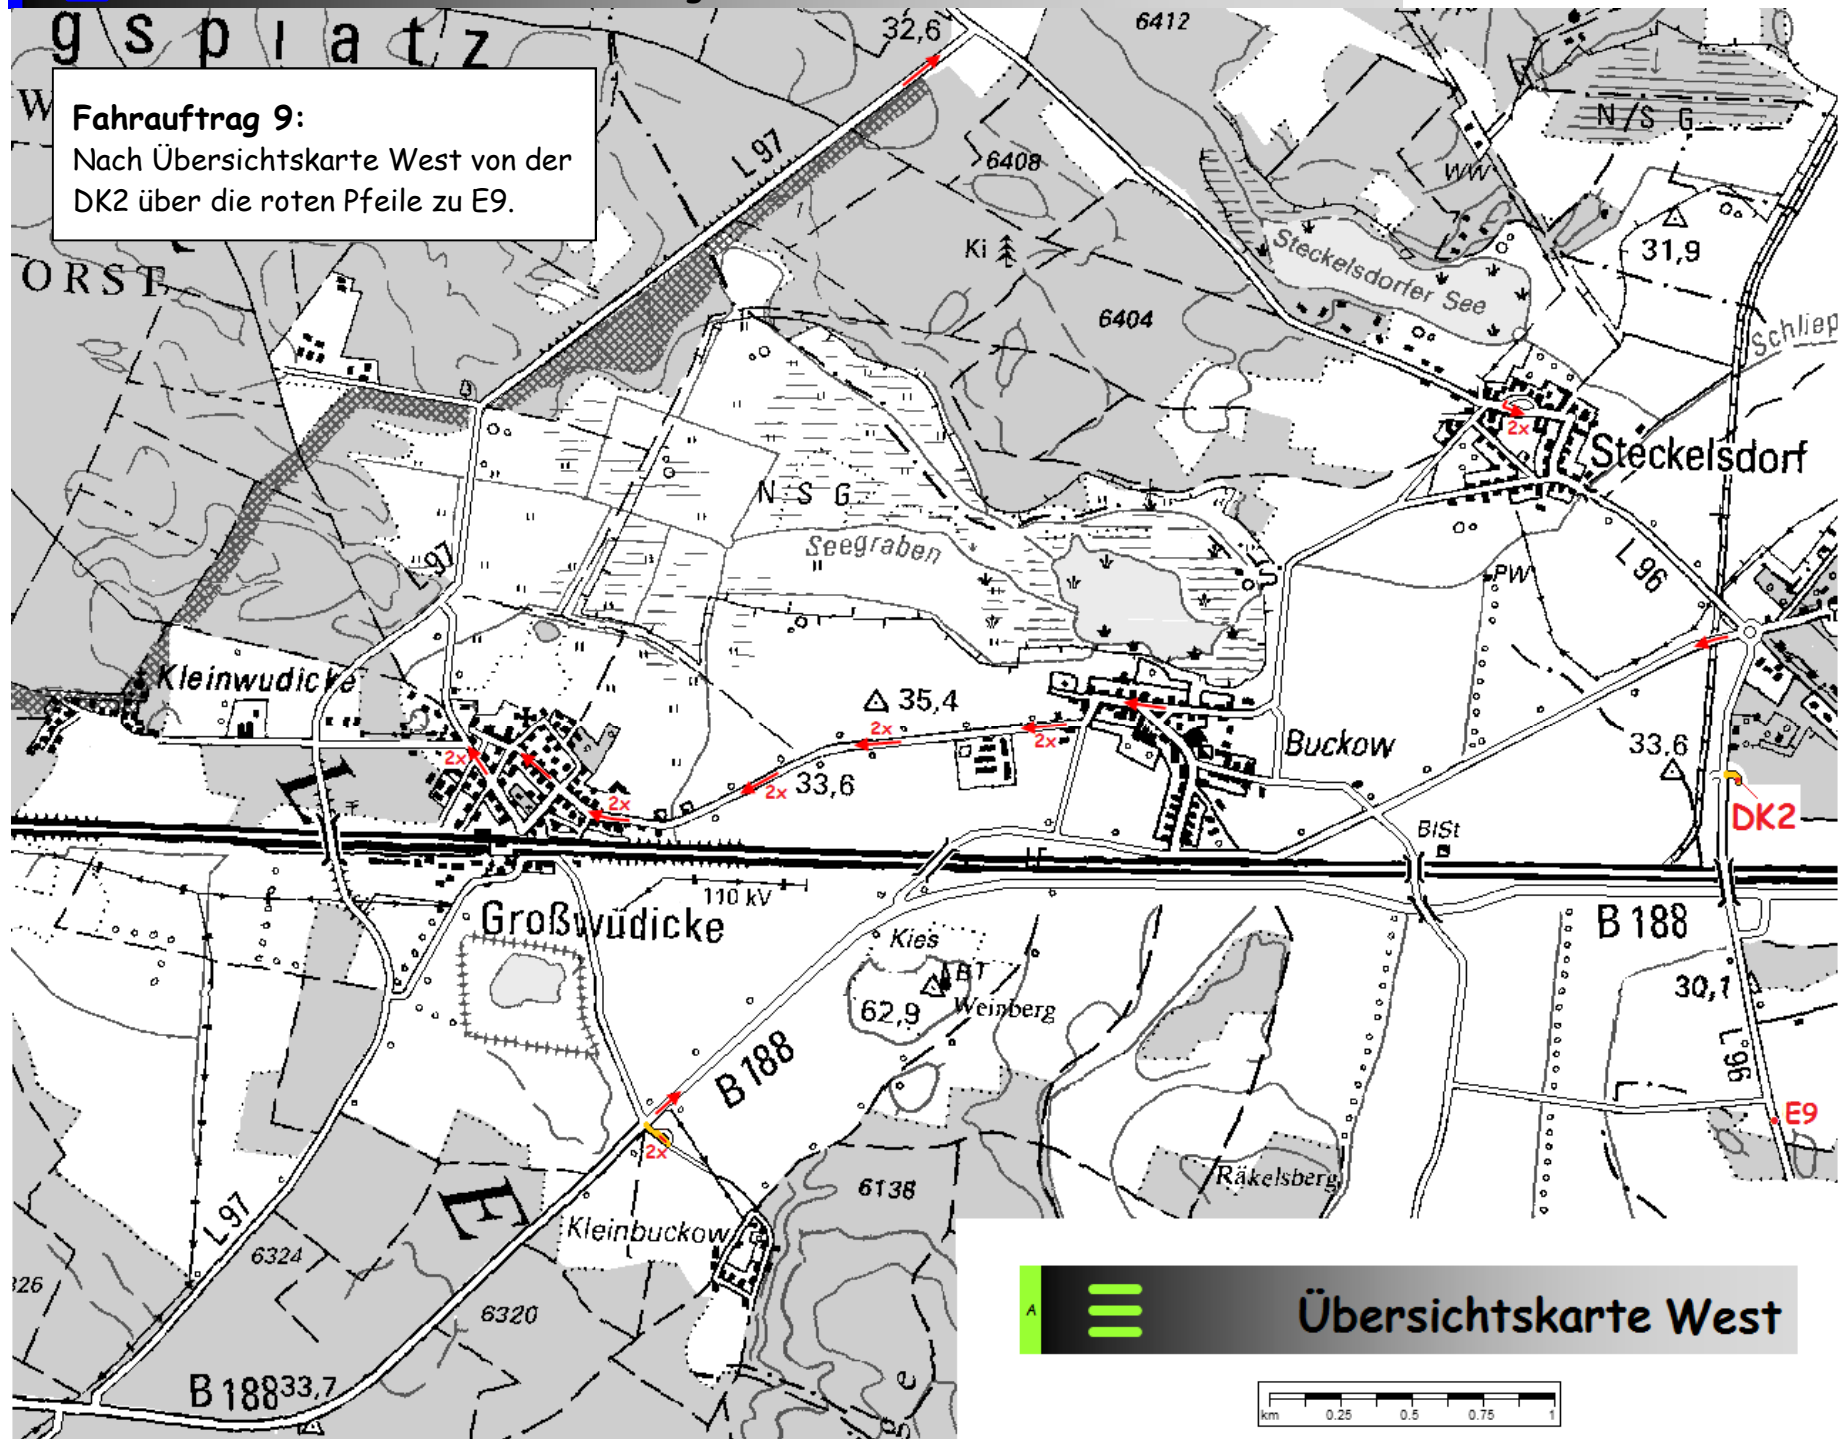 gsplatz
32,6
6412
W
Fahrauftrag 9:
Nach Übersichtskarte West von der
DK2 über die roten Pfeile zu E9.
L 97
6408
N/S G
WW
ORST
Ki
Steckelsdorfer See
31,9
6404
Schliep
2x
Steckelsdorf
N S G
Seegraben
L 97
PW
L 96
Kleinwudicke
35,4
2x
2x
Buckow
33,6
2x
2x
33,6
2x
DK2
BlSt
110 kV
Großwudicke
Kies
B 188
BT
62,9
Weinberg
30,1
B 188
L 96
E9
2x
6138
Räkelsberg
L 97
E
Kleinbuckow
6324
326
6320
A
Übersichtskarte West
B 188
33,7
km 0.25 0.5 0.75 1